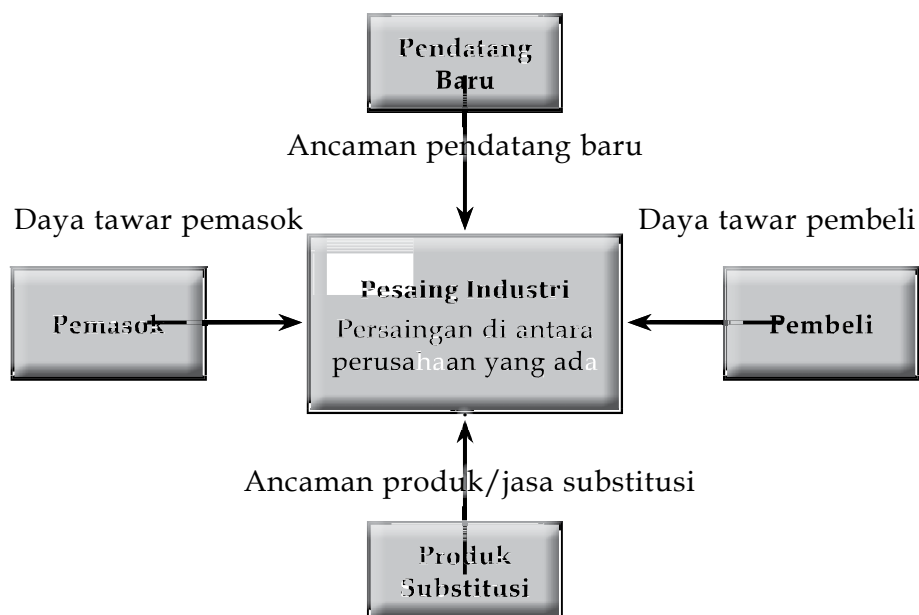 Pendatang
Baru
Ancaman pendatang baru
Daya tawar pemasok
Daya tawar pembeli
Pemasok
Pesaing Industri
Persaingan di antara
perusahaan yang ada
Pembeli
Ancaman produk/jasa substitusi
Produk
Substitusi